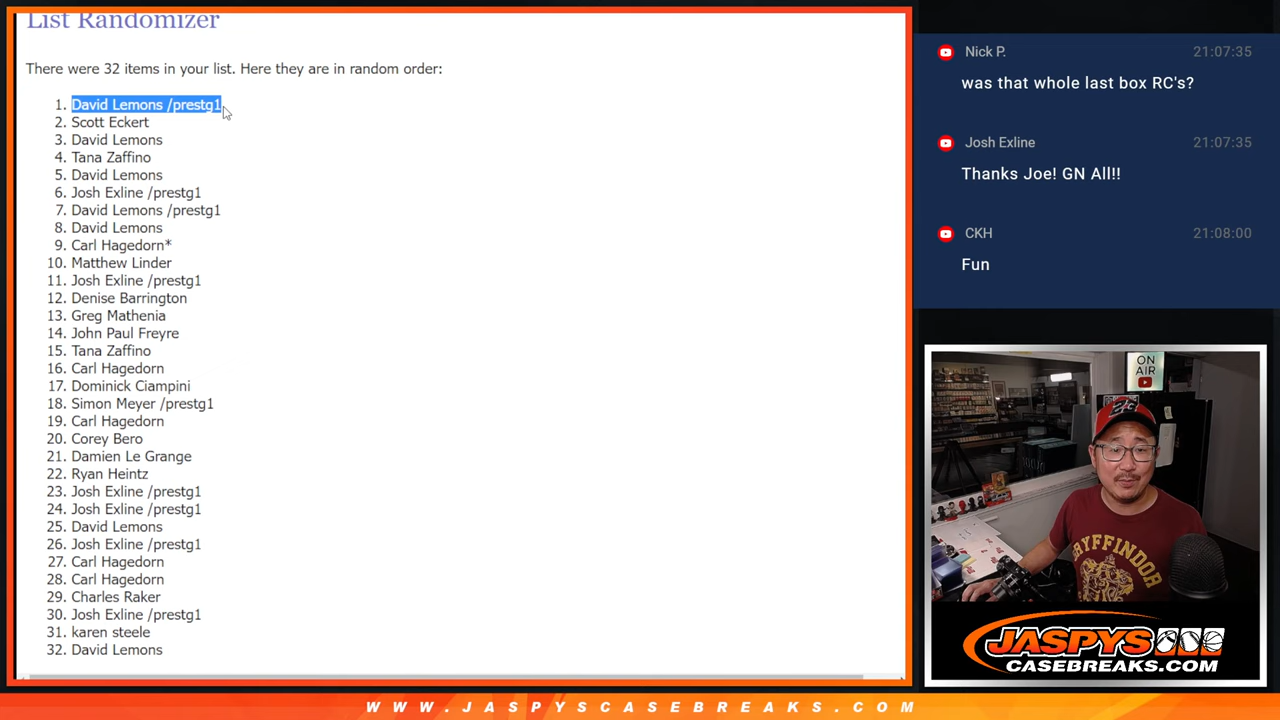 List Randomizer
There were 32 items in your list. Here they are in random order:
1. David Lemons /prestg1
2. Scott Eckert
3. David Lemons
4. Tana Zaffino
5. David Lemons
6. Josh Exline /prestg1
7. David Lemons /prestg1
8. David Lemons
9. Carl Hagedorn*
10. Matthew Linder
11. Josh Exline /prestg1
12. Denise Barrington
13. Greg Mathenia
14. John Paul Freyre
15. Tana Zaffino
16. Carl Hagedorn
17. Dominick Ciampini
18. Simon Meyer /prestg1
19. Carl Hagedorn
20. Corey Bero
21. Damien Le Grange
22. Ryan Heintz
23. Josh Exline /prestg1
24. Josh Exline /prestg1
25. David Lemons
26. Josh Exline /prestg1
27. Carl Hagedorn
28. Carl Hagedorn
29. Charles Raker
30. Josh Exline /prestg1
31. karen steele
32. David Lemons
Nick P. 21:07:35
was that whole last box RC's?
Josh Exline 21:07:35
Thanks Joe! GN All!!
CKH 21:08:00
Fun
ON
AIR
GRYFFINDOR
JASPYS
CASEBREAKS.COM
WWW.JASPYSCASEBREAKS.COM